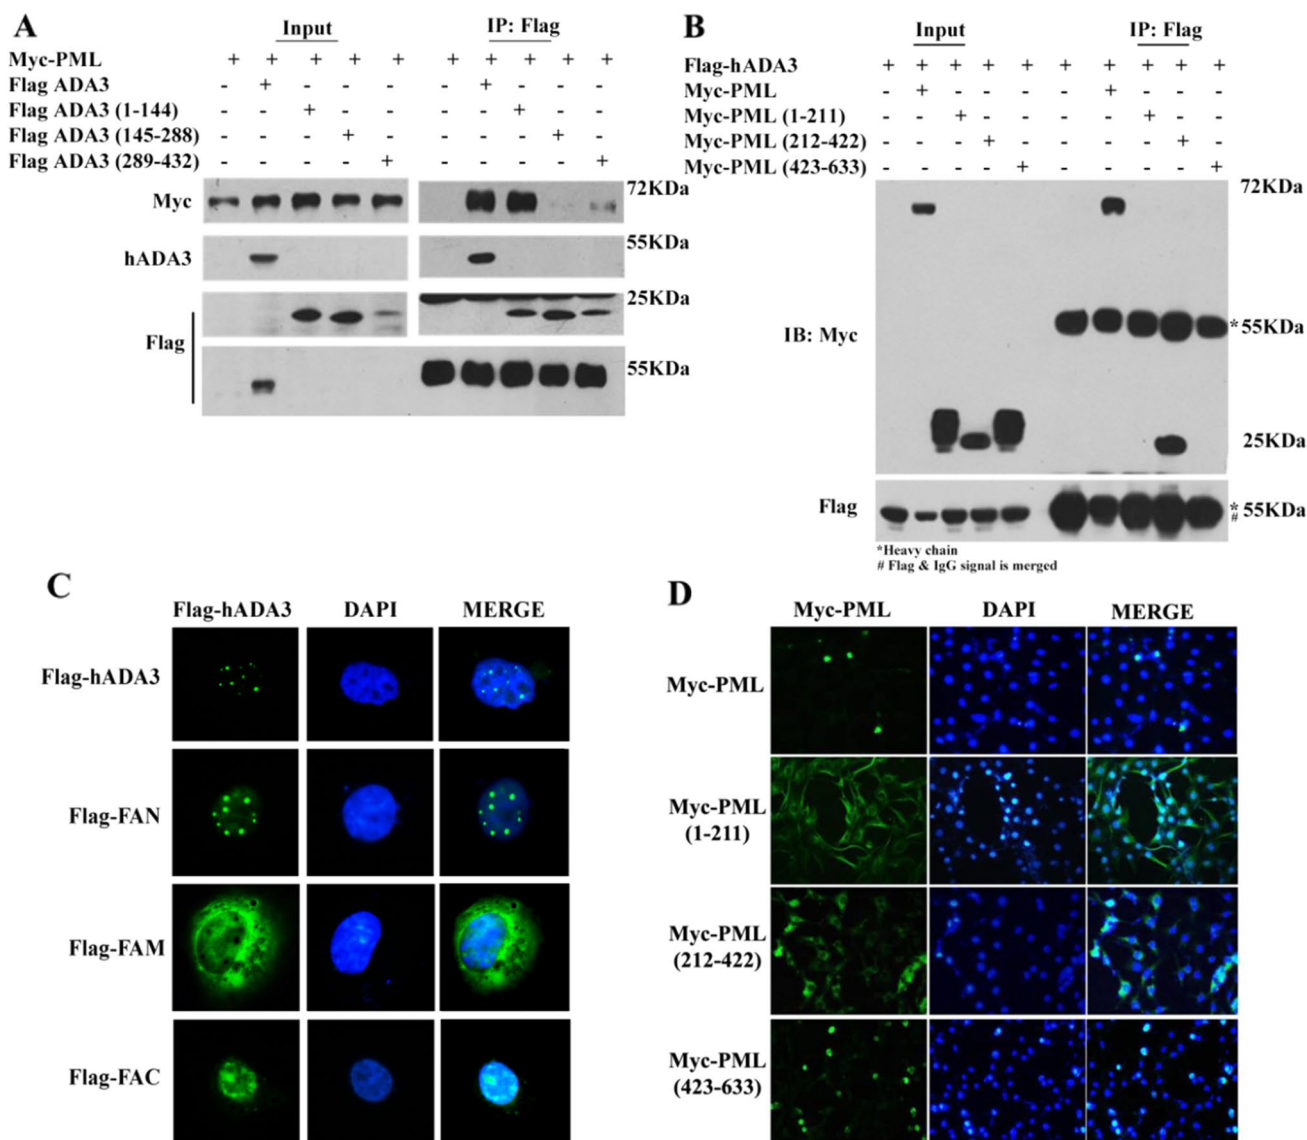 A
Input
IP: Flag
Myc-PML + + + + + + + + + +
Flag ADA3 - + - - - - + - - -
Flag ADA3 (1-144) - - + - - - - + - -
Flag ADA3 (145-288) - - - + - - - - + -
Flag ADA3 (289-432) - - - - + - - - - +
Myc
72KDa
hADA3
55KDa
Flag
25KDa
55KDa
B
Input
IP: Flag
Flag-hADA3 + + + + + + + + + +
Myc-PML - + - - - - + - - -
Myc-PML (1-211) - - + - - - - + - -
Myc-PML (212-422) - - - + - - - - + -
Myc-PML (423-633) - - - - + - - - - +
72KDa
IB: Myc
*55KDa
25KDa
Flag
*55KDa
#
*Heavy chain
# Flag & IgG signal is merged
C
Flag-hADA3 DAPI MERGE
Flag-hADA3
Flag-FAN
Flag-FAM
Flag-FAC
D
Myc-PML DAPI MERGE
Myc-PML
Myc-PML
(1-211)
Myc-PML
(212-422)
Myc-PML
(423-633)